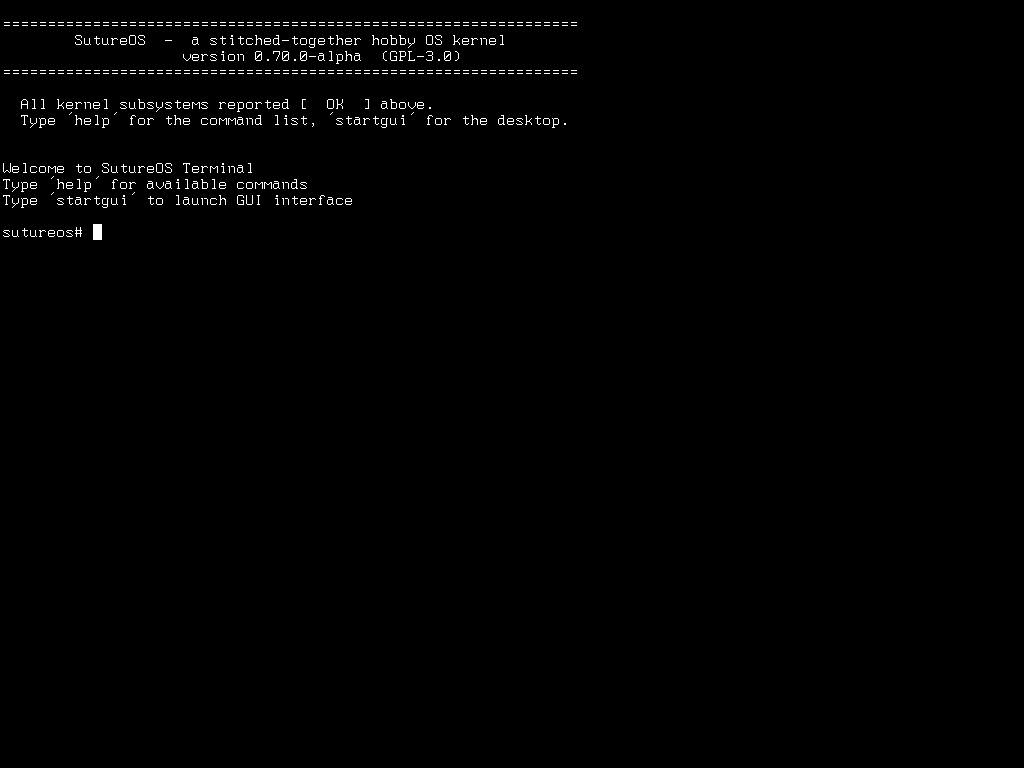 ================================================================
SutureOS  -  a stitched-together hobby OS kernel
version 0.70.0-alpha  (GPL-3.0)
================================================================
All kernel subsystems reported [  OK  ] above.
Type ´help´ for the command list, ´startgui´ for the desktop.
Welcome to SutureOS Terminal
Type ´help´ for available commands
Type ´startgui´ to launch GUI interface
sutureos#